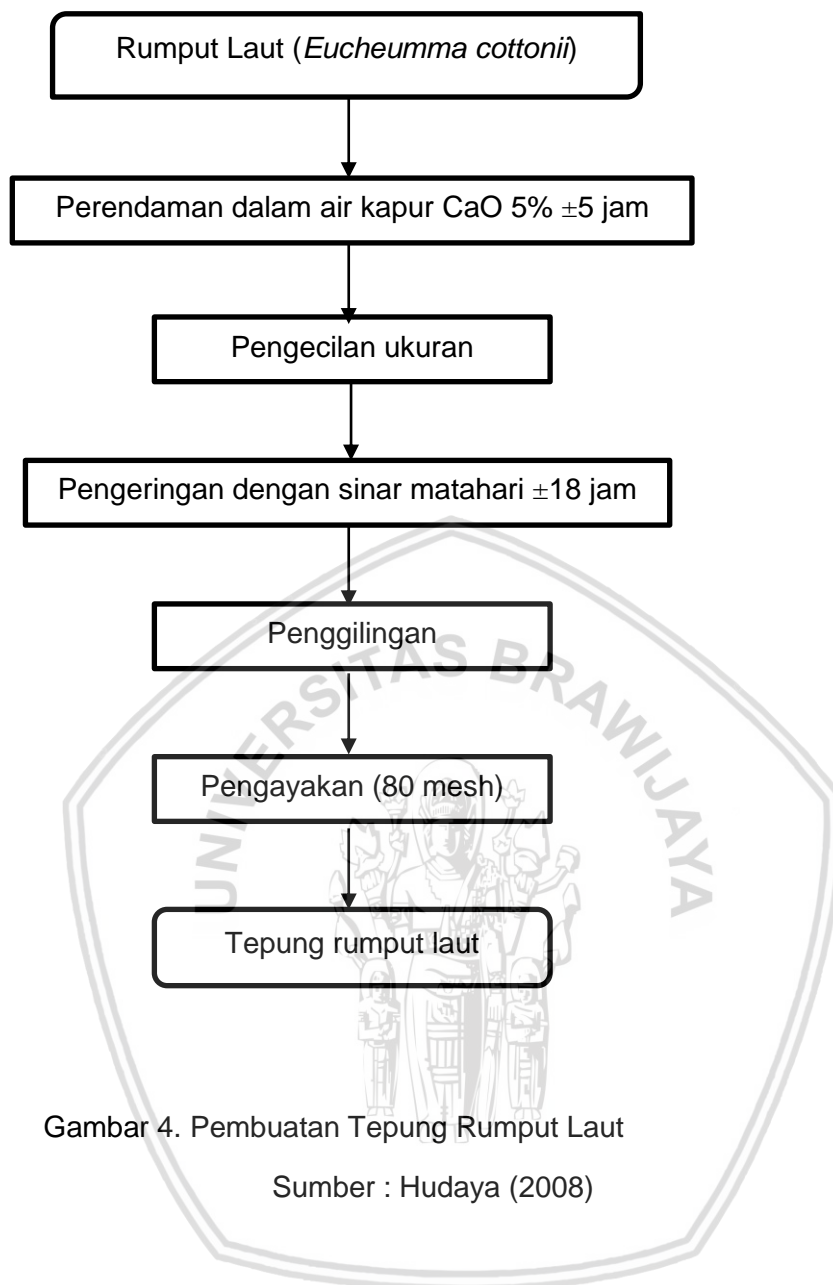 Rumput Laut (Eucheumma cottonii)
Perendaman dalam air kapur CaO 5% ±5 jam
Pengecilan ukuran
Pengeringan dengan sinar matahari ±18 jam
Penggilingan
UNIVERSITAS BRAWIJAYA
Pengayakan (80 mesh)
Tepung rumput laut
Gambar 4. Pembuatan Tepung Rumput Laut
Sumber : Hudaya (2008)